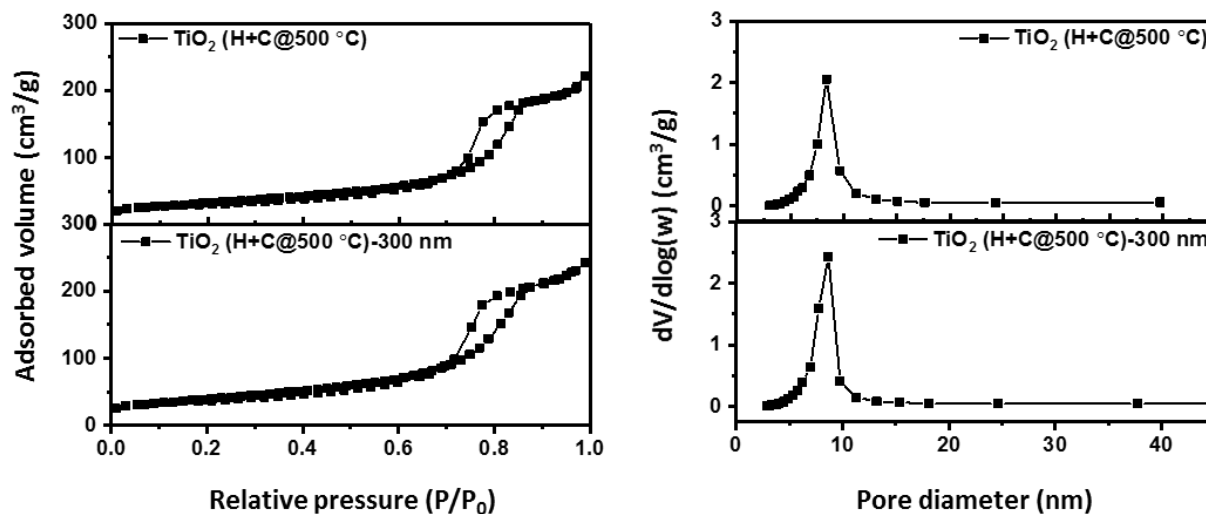 Adsorbed volume (cm³/g)
300
TiO₂ (H+C@500 °C)
200
100
300
0
TiO₂ (H+C@500 °C)-300 nm
200
100
0
0.0 0.2 0.4 0.6 0.8 1.0
Relative pressure (P/P₀)
dV/dlog(w) (cm³/g)
3
TiO₂ (H+C@500 °C)
2
1
0
3
TiO₂ (H+C@500 °C)-300 nm
2
1
0
0 10 20 30 40
Pore diameter (nm)